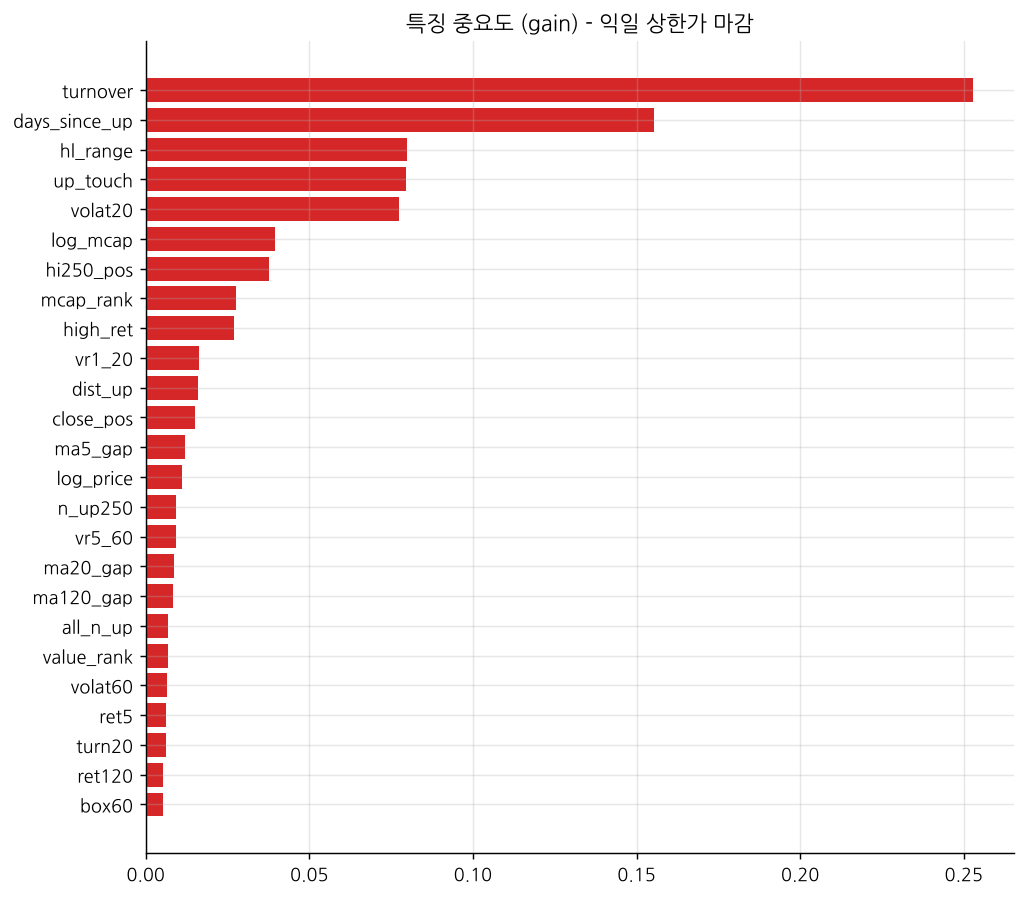 특징 중요도 (gain) - 익일 상한가 마감
turnover
days_since_up
hl_range
up_touch
volat20
log_mcap
hi250_pos
mcap_rank
high_ret
vr1_20
dist_up
close_pos
ma5_gap
log_price
n_up250
vr5_60
ma20_gap
ma120_gap
all_n_up
value_rank
volat60
ret5
turn20
ret120
box60
0.00 0.05 0.10 0.15 0.20 0.25